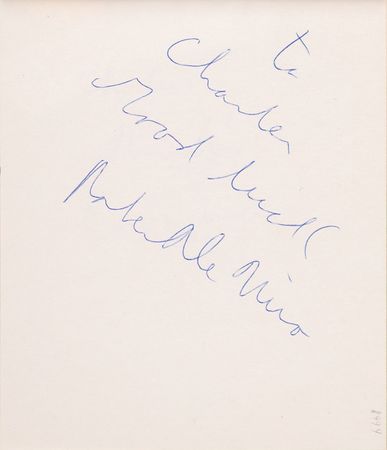 to
Charles
Good luck
Robert De Niro